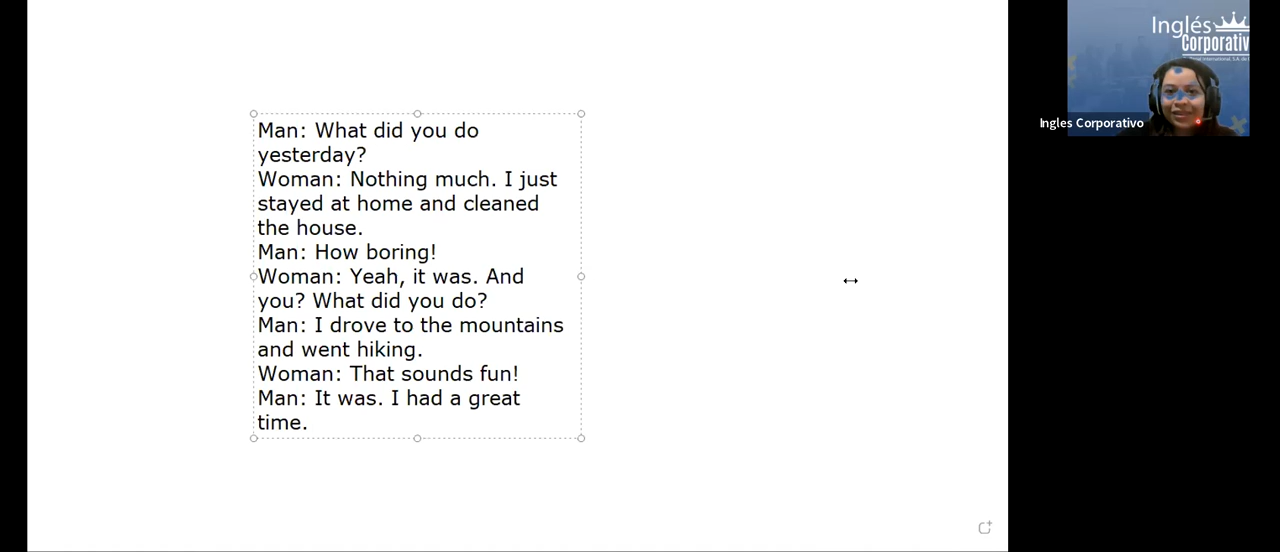 Man: What did you do
yesterday?
Woman: Nothing much. I just
stayed at home and cleaned
the house.
Man: How boring!
Woman: Yeah, it was. And
you? What did you do?
Man: I drove to the mountains
and went hiking.
Woman: That sounds fun!
Man: It was. I had a great
time.
Inglés
Corporativ
Ingles Corporativo